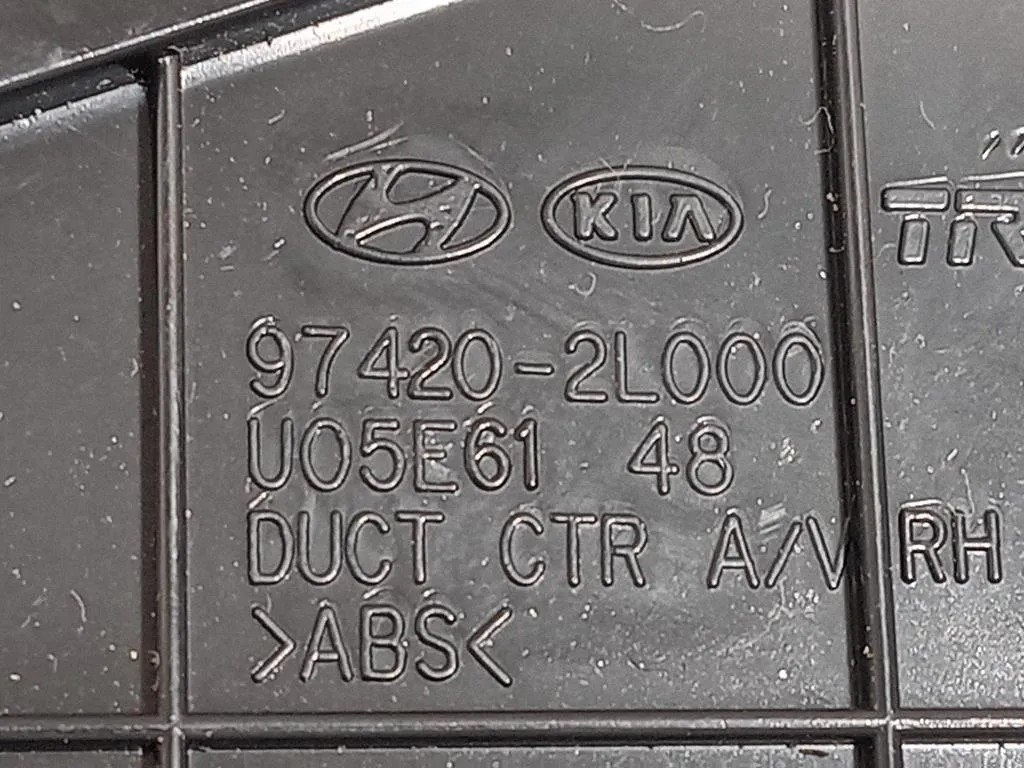 KIA
97420-2L000
U05E61 48
DUCT CTR A/V RH
>ABS<